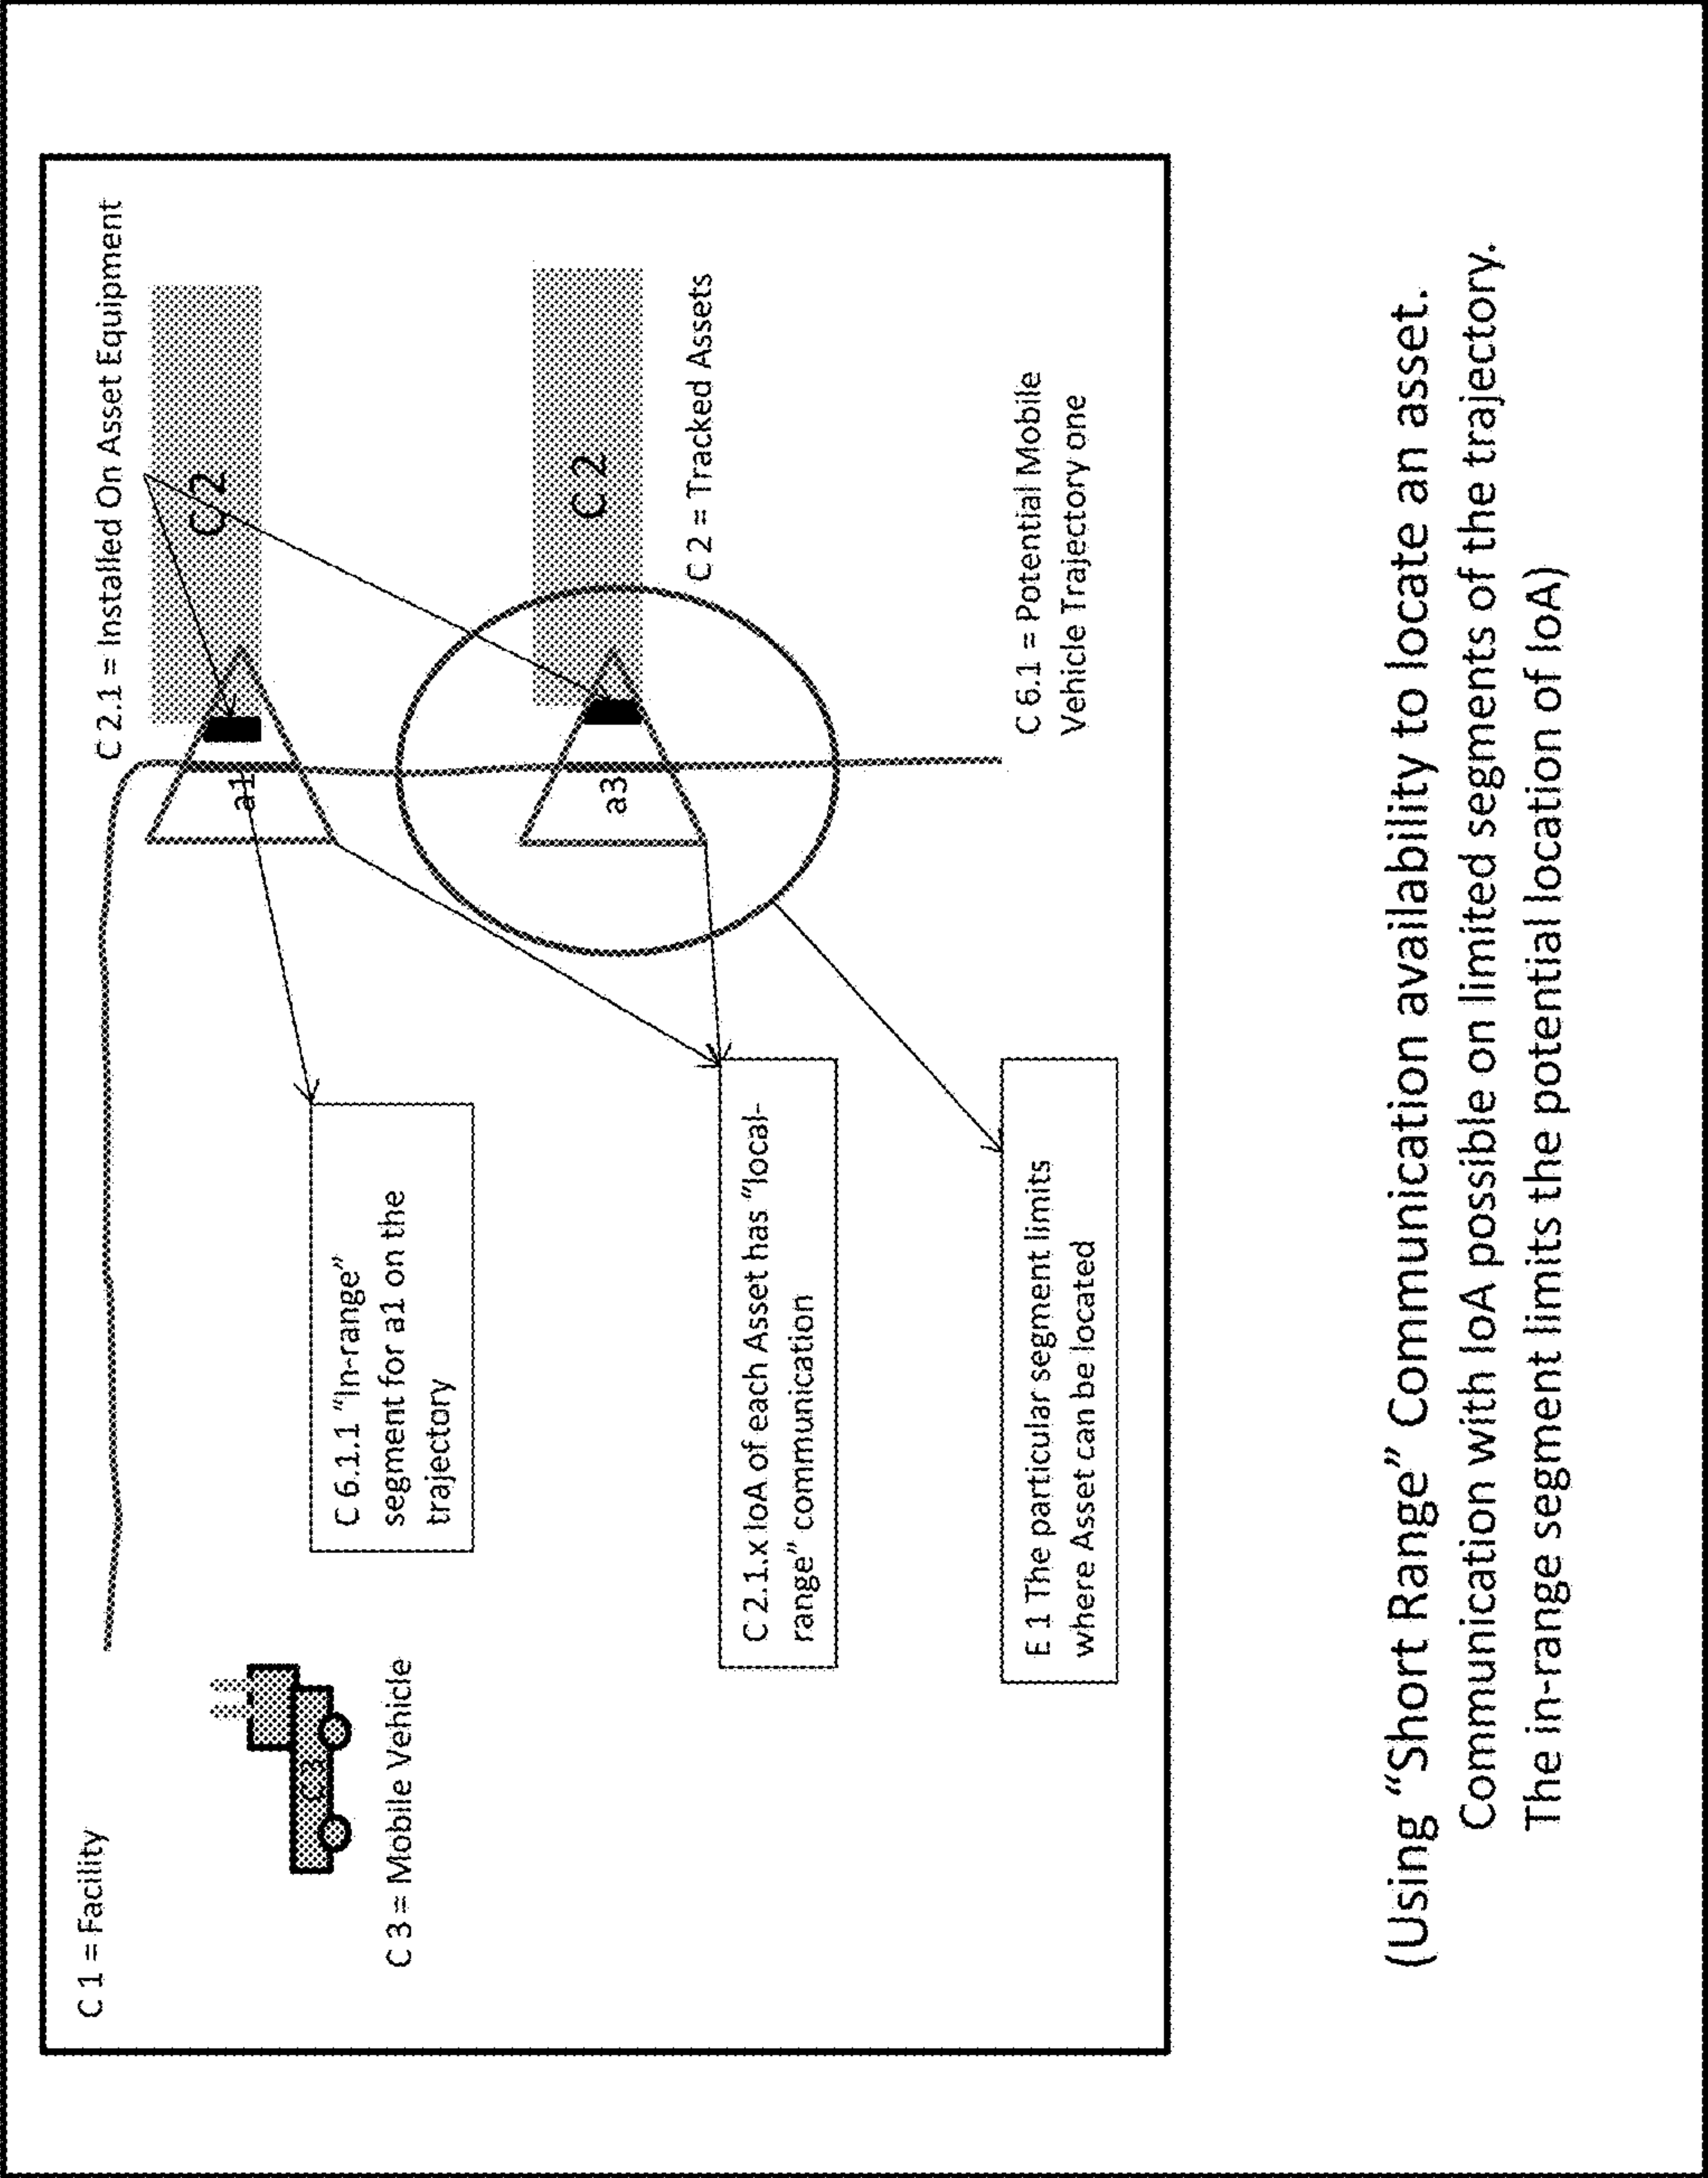 C 1 = Facility
C 2.1 = Installed On Asset Equipment
C 2
a1
C 3 = Mobile Vehicle
C 6.1.1 “In-range”
segment for a1 on the
trajectory
C 2
a3
C 2 = Tracked Assets
C 2.1.x IoA of each Asset has “local-
range” communication
E 1 The particular segment limits
where Asset can be located
C 6.1 = Potential Mobile
Vehicle Trajectory one
(Using “Short Range” Communication availability to locate an asset.
Communication with IoA possible on limited segments of the trajectory.
The in-range segment limits the potential location of IoA)